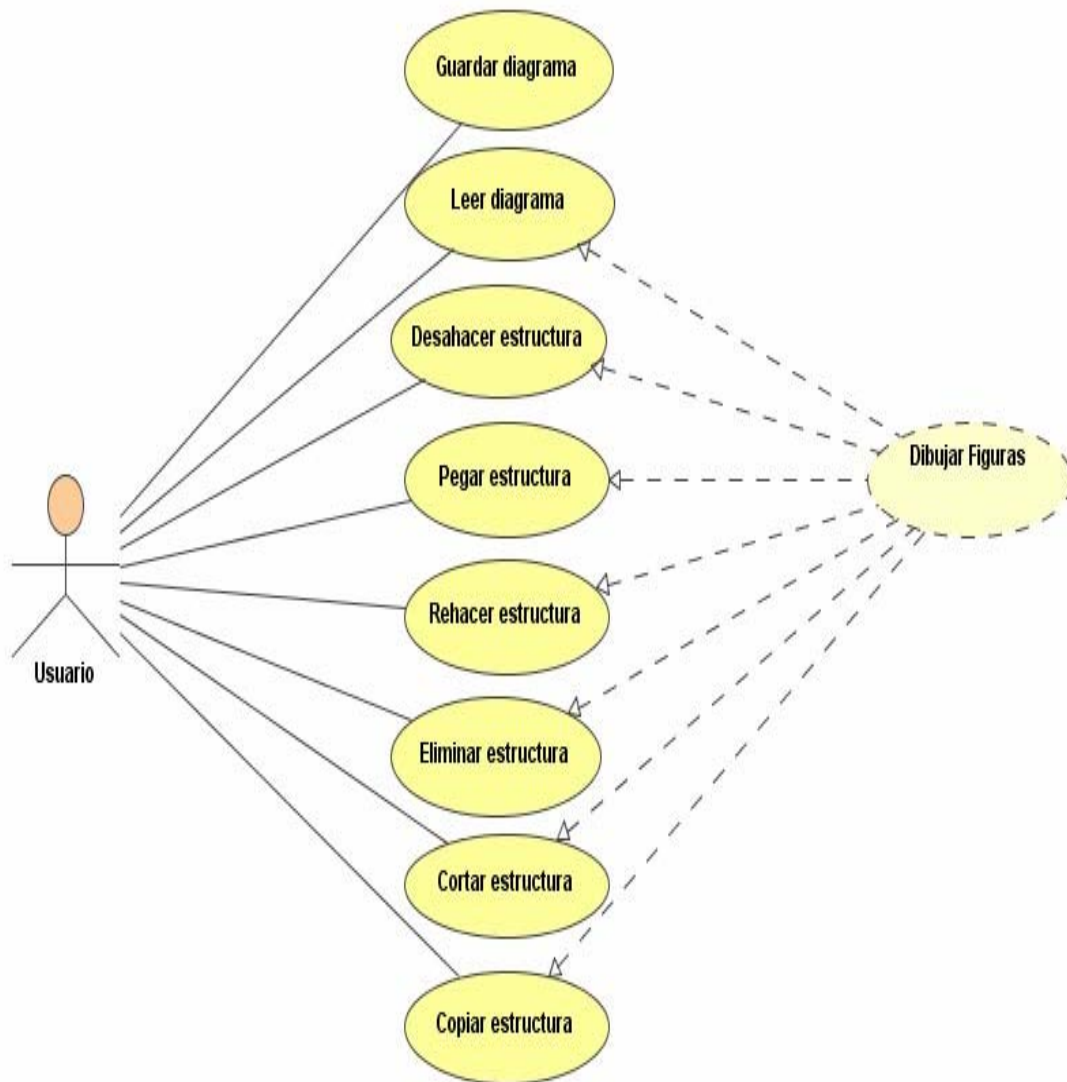 Guardar diagrama
Leer diagrama
Desahacer estructura
Pegar estructura
Dibujar Figuras
Rehacer estructura
Usuario
Eliminar estructura
Cortar estructura
Copiar estructura